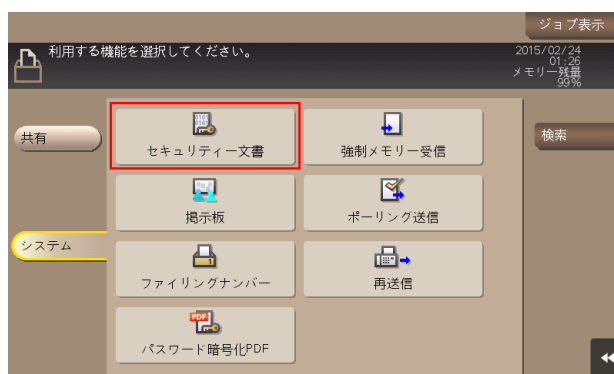 ジョブ表示
利用する機能を選択してください。
2015/02/24
01:26
メモリー残量
99%
共有
セキュリティー文書
強制メモリー受信
検索
掲示板
ポーリング送信
システム
ファイリングナンバー
再送信
PDF
パスワード暗号化PDF